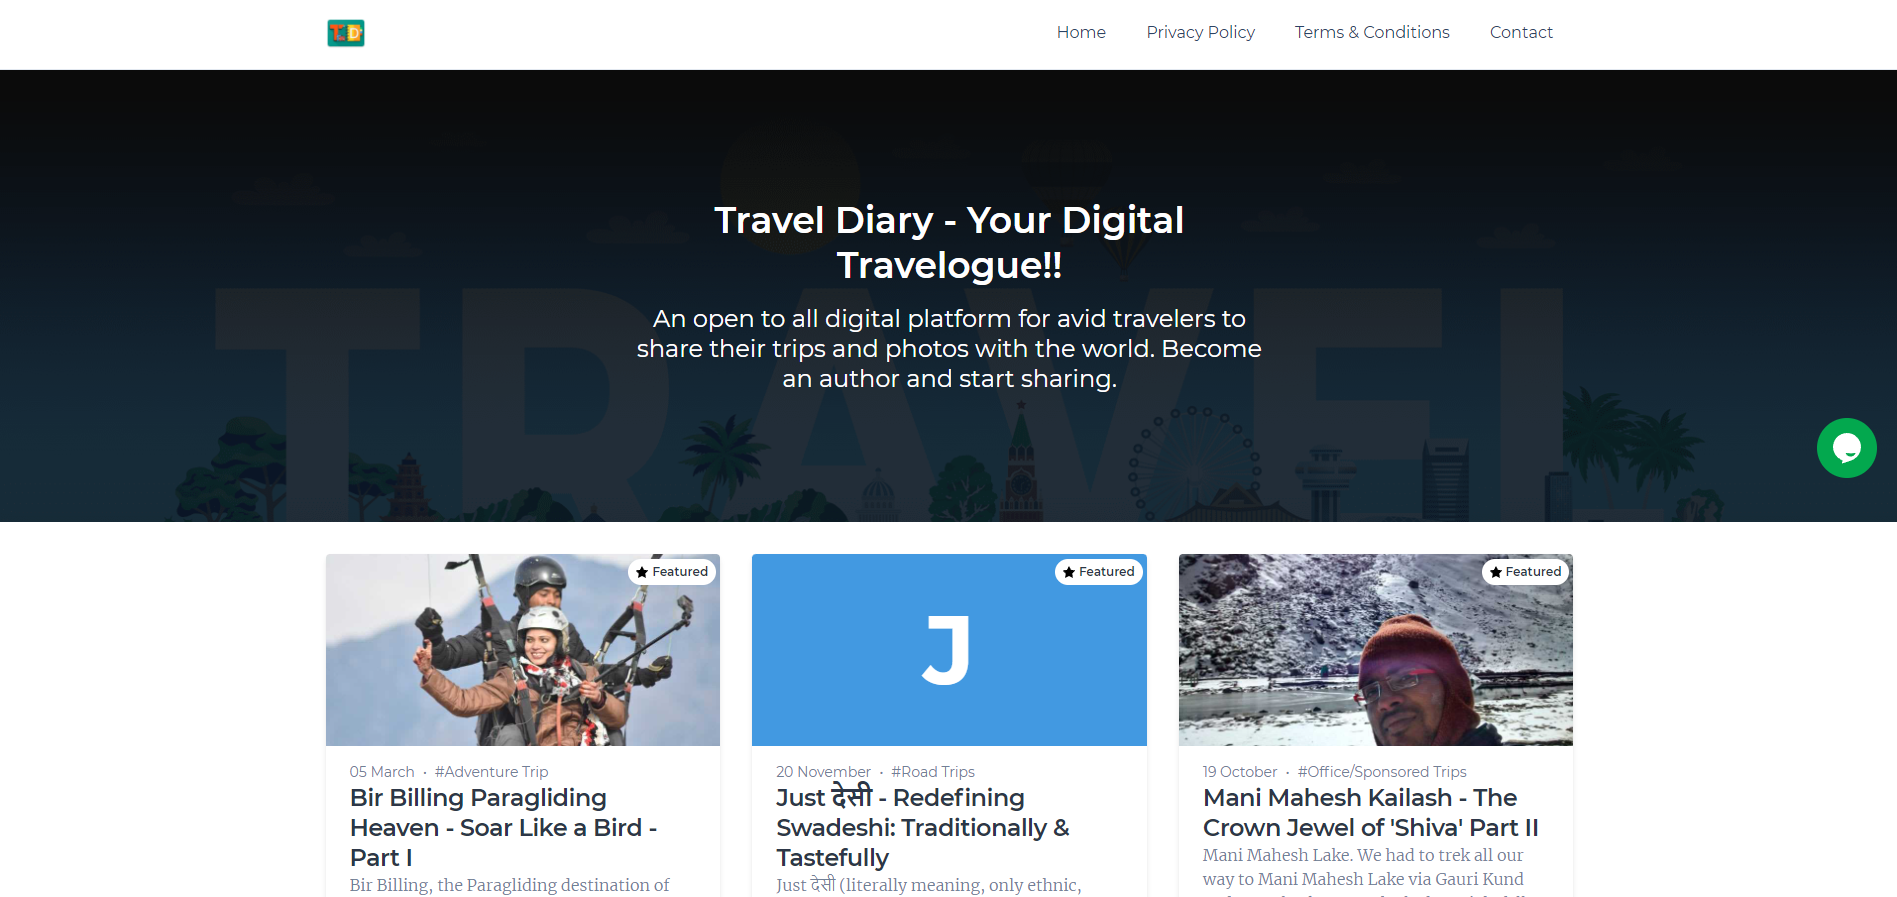 TD
Home Privacy Policy Terms & Conditions Contact
TRAVEL
Travel Diary - Your Digital
Travelogue!!
An open to all digital platform for avid travelers to
share their trips and photos with the world. Become
an author and start sharing.
Featured
05 March · #Adventure Trip
Bir Billing Paragliding
Heaven - Soar Like a Bird -
Part I
Bir Billing, the Paragliding destination of
Featured
J
20 November · #Road Trips
Just देसी - Redefining
Swadeshi: Traditionally &
Tastefully
Just देसी (literally meaning, only ethnic,
Featured
19 October · #Office/Sponsored Trips
Mani Mahesh Kailash - The
Crown Jewel of 'Shiva' Part II
Mani Mahesh Lake. We had to trek all our
way to Mani Mahesh Lake via Gauri Kund